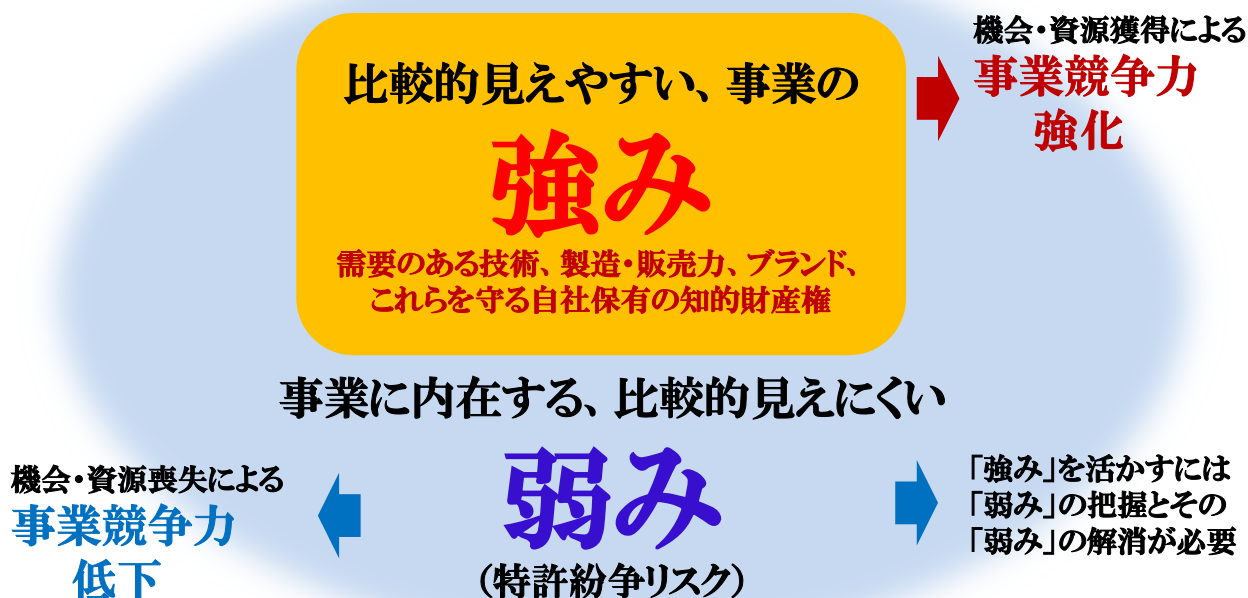 比較的見えやすい、事業の
強み
需要のある技術、製造・販売力、ブランド、
これらを守る自社保有の知的財産権
機会・資源獲得による
事業競争力
強化
事業に内在する、比較的見えにくい
弱み
（特許紛争リスク）
機会・資源喪失による
事業競争力
低下
「強み」を活かすには
「弱み」の把握とその
「弱み」の解消が必要